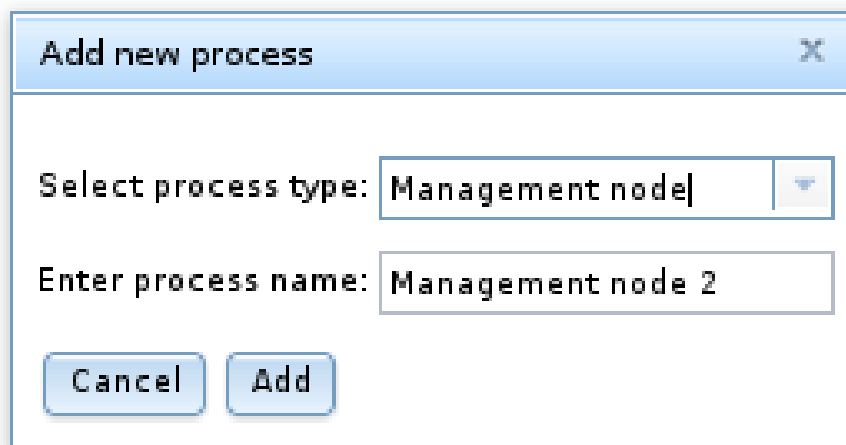 Add new process
Select process type: Management node
Enter process name: Management node 2
Cancel Add